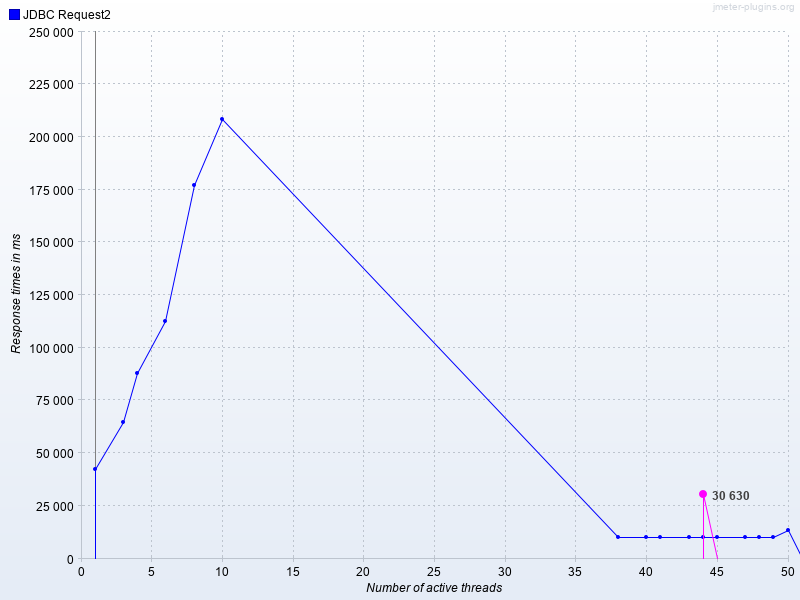 jmeter-plugins.org
JDBC Request2
250 000
225 000
200 000
175 000
150 000
125 000
100 000
75 000
50 000
25 000
0
Response times in ms
30 630
0 5 10 15 20 25 30 35 40 45 50
Number of active threads